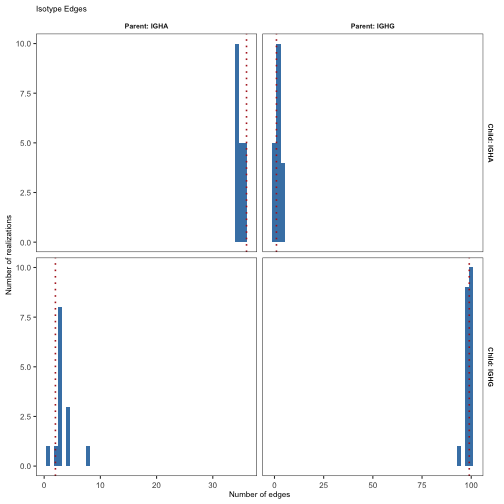 Isotype Edges
Parent: IGHA
Parent: IGHG
10.0
7.5
5.0
2.5
0.0
Child: IGHA
10.0
7.5
5.0
2.5
0.0
Child: IGHG
Number of realizations
0 10 20 30
0 25 50 75 100
Number of edges